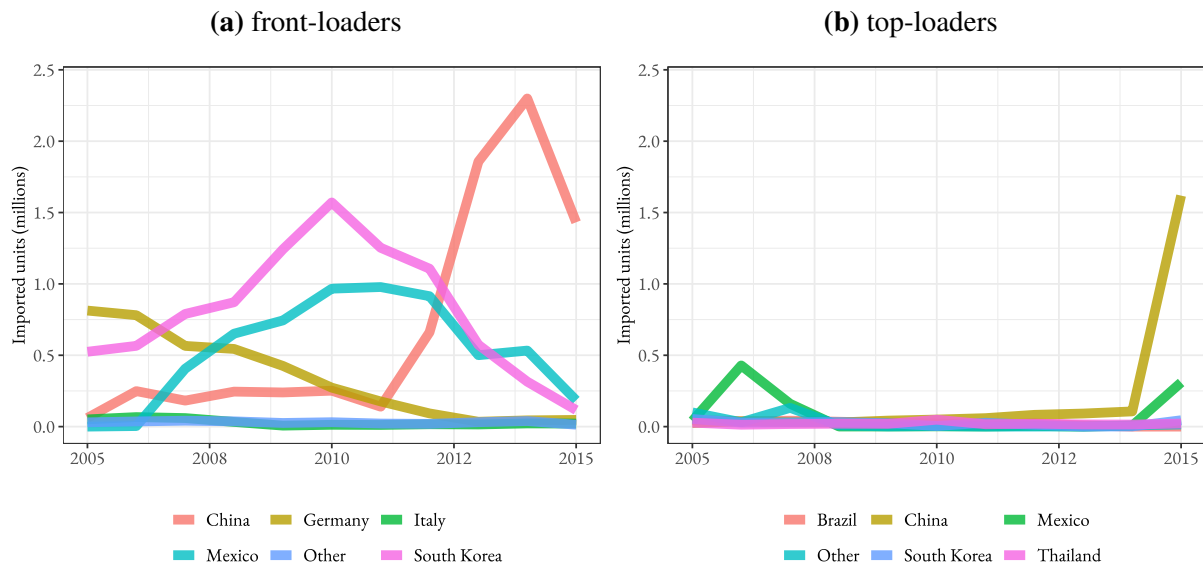 (a) front-loaders
(b) top-loaders
Imported units (millions)
2.5
2.0
1.5
1.0
0.5
0.0
2005 2008 2010 2012 2015
Imported units (millions)
2.5
2.0
1.5
1.0
0.5
0.0
2005 2008 2010 2012 2015
China Germany Italy
Mexico Other South Korea
Brazil China Mexico
Other South Korea Thailand